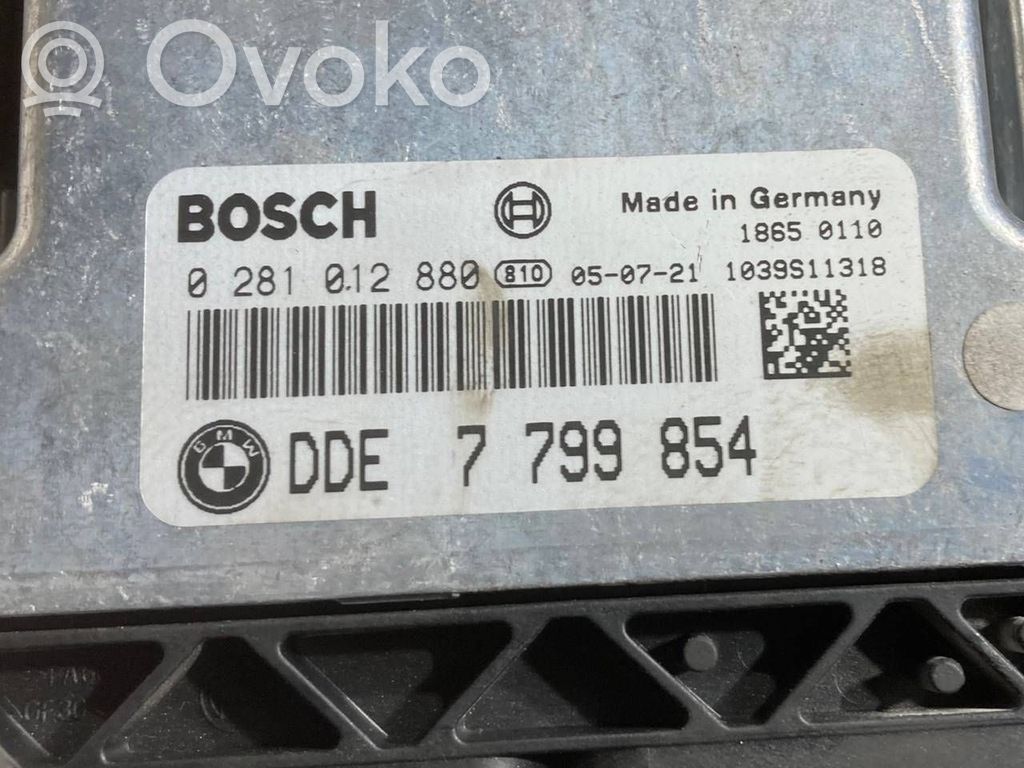 Ovoko
BOSCH
Made in Germany
1865 0110
0 281 012 880 810 05-07-21 1039S11318
BMW
DDE 7 799 854